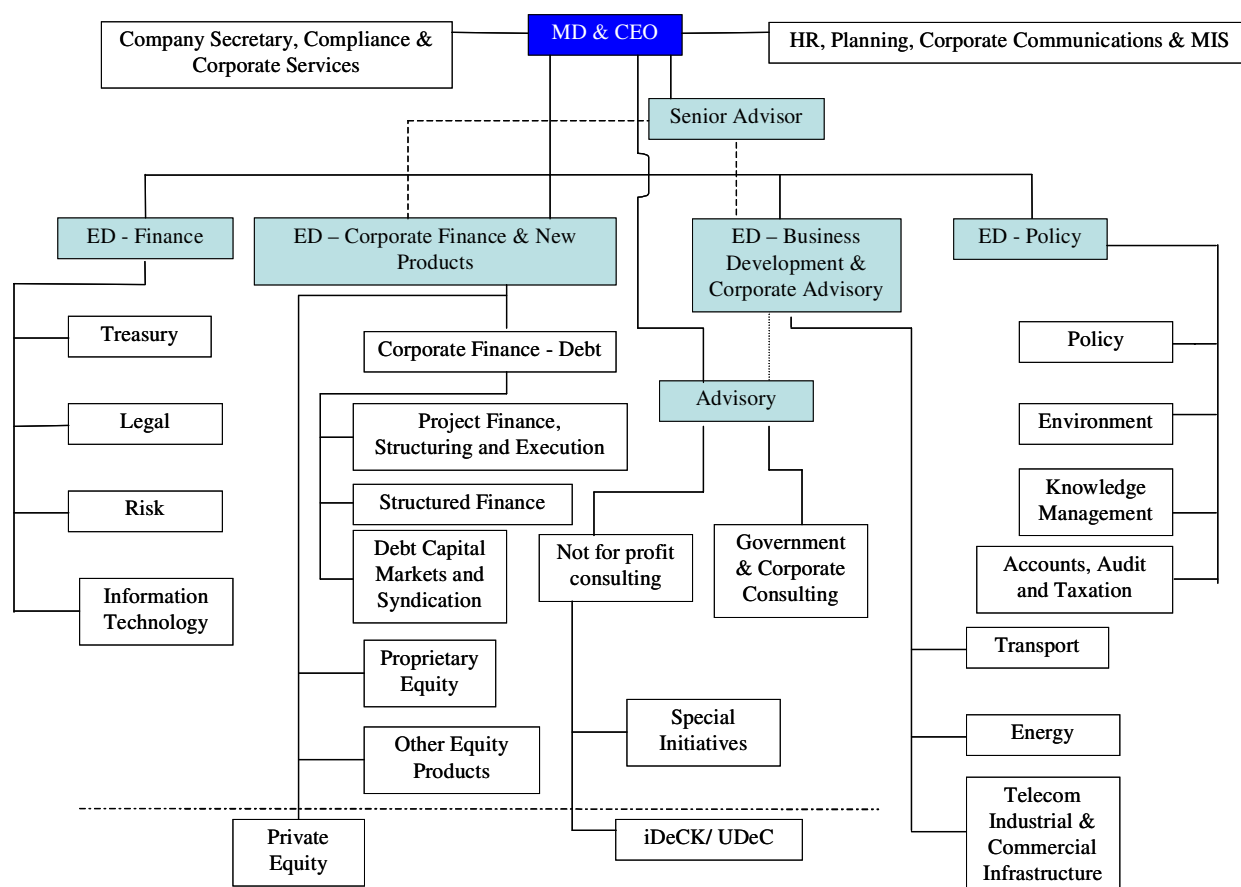 MD & CEO
Company Secretary, Compliance &
Corporate Services
HR, Planning, Corporate Communications & MIS
Senior Advisor
ED - Finance
ED – Corporate Finance & New
Products
ED – Business
Development &
Corporate Advisory
ED - Policy
Treasury
Legal
Risk
Information
Technology
Corporate Finance - Debt
Project Finance,
Structuring and Execution
Structured Finance
Debt Capital
Markets and
Syndication
Proprietary
Equity
Other Equity
Products
Private
Equity
Advisory
Not for profit
consulting
Government
& Corporate
Consulting
Special
Initiatives
iDeCK/ UDeC
Policy
Environment
Knowledge
Management
Accounts, Audit
and Taxation
Transport
Energy
Telecom
Industrial &
Commercial
Infrastructure